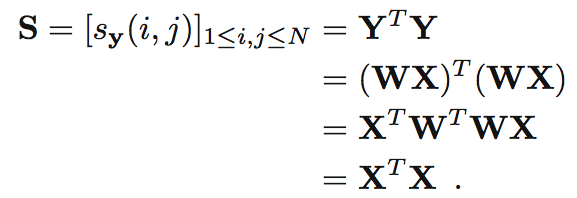 S = [s_y(i, j)]_{1≤i,j≤N} = Y^T Y
= (WX)^T (WX)
= X^T W^T WX
= X^T X .